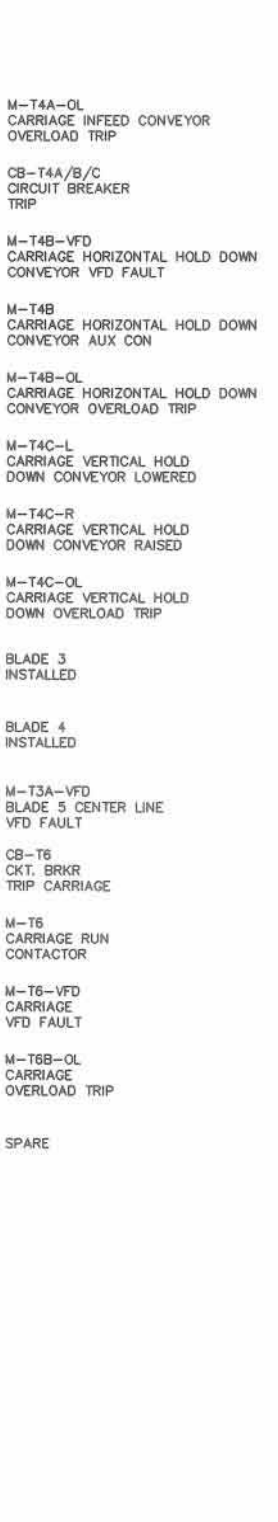 M-T4A-OL
CARRIAGE INFEED CONVEYOR
OVERLOAD TRIP
CB-T4A/B/C
CIRCUIT BREAKER
TRIP
M-T4B-VFD
CARRIAGE HORIZONTAL HOLD DOWN
CONVEYOR VFD FAULT
M-T4B
CARRIAGE HORIZONTAL HOLD DOWN
CONVEYOR AUX CON
M-T4B-OL
CARRIAGE HORIZONTAL HOLD DOWN
CONVEYOR OVERLOAD TRIP
M-T4C-L
CARRIAGE VERTICAL HOLD
DOWN CONVEYOR LOWERED
M-T4C-R
CARRIAGE VERTICAL HOLD
DOWN CONVEYOR RAISED
M-T4C-OL
CARRIAGE VERTICAL HOLD
DOWN OVERLOAD TRIP
BLADE 3
INSTALLED
BLADE 4
INSTALLED
M-T3A-VFD
BLADE 5 CENTER LINE
VFD FAULT
CB-T6
CKT. BRKR
TRIP CARRIAGE
M-T6
CARRIAGE RUN
CONTACTOR
M-T6-VFD
CARRIAGE
VFD FAULT
M-T6B-OL
CARRIAGE
OVERLOAD TRIP
SPARE